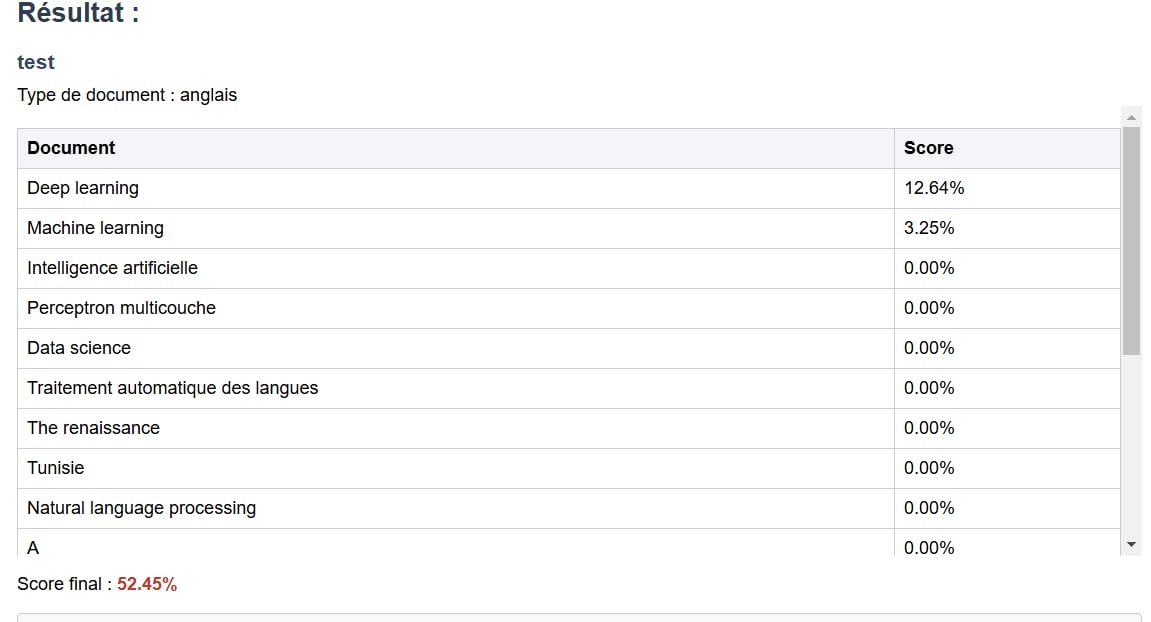 Résultat :
test
Type de document : anglais
Document Score
Deep learning 12.64%
Machine learning 3.25%
Intelligence artificielle 0.00%
Perceptron multicouche 0.00%
Data science 0.00%
Traitement automatique des langues 0.00%
The renaissance 0.00%
Tunisie 0.00%
Natural language processing 0.00%
A 0.00%
Score final : 52.45%